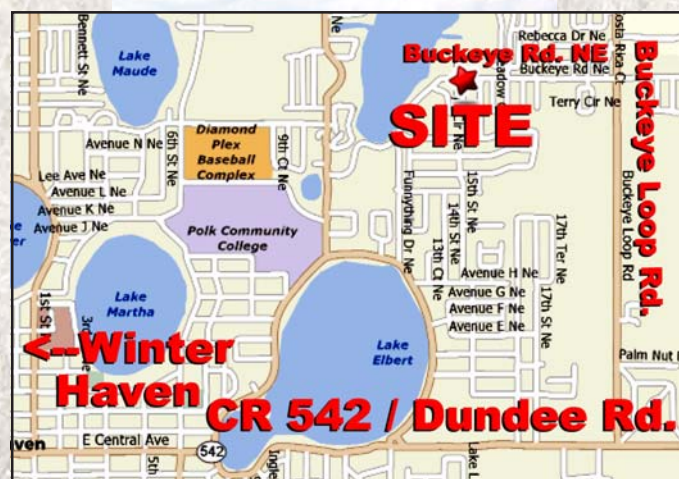 Bennett St Ne
Lake
Maude
Rebecca Dr Ne
Buckeye Rd. NE
Buckeye Rd Ne
Buckeye Loop Rd.
Terry Cir Ne
SITE
Cir Ne
6th St Ne
Avenue N Ne
Diamond
Plex
Baseball
Complex
9th Ct Ne
Lee Ave Ne
Avenue L Ne
Avenue K Ne
Avenue J Ne
Polk Community
College
Funnything Dr Ne
15th St Ne
14th St Ne
13th Ct Ne
17th Ter Ne
Buckeye Loop Rd
Avenue H Ne
Avenue G Ne
Avenue F Ne
Avenue E Ne
17th St Ne
1st St
Lake
Martha
Lake
Elbert
<--Winter
Haven
Palm Nut
CR 542 / Dundee Rd.
E Central Ave
542
5th
Lake